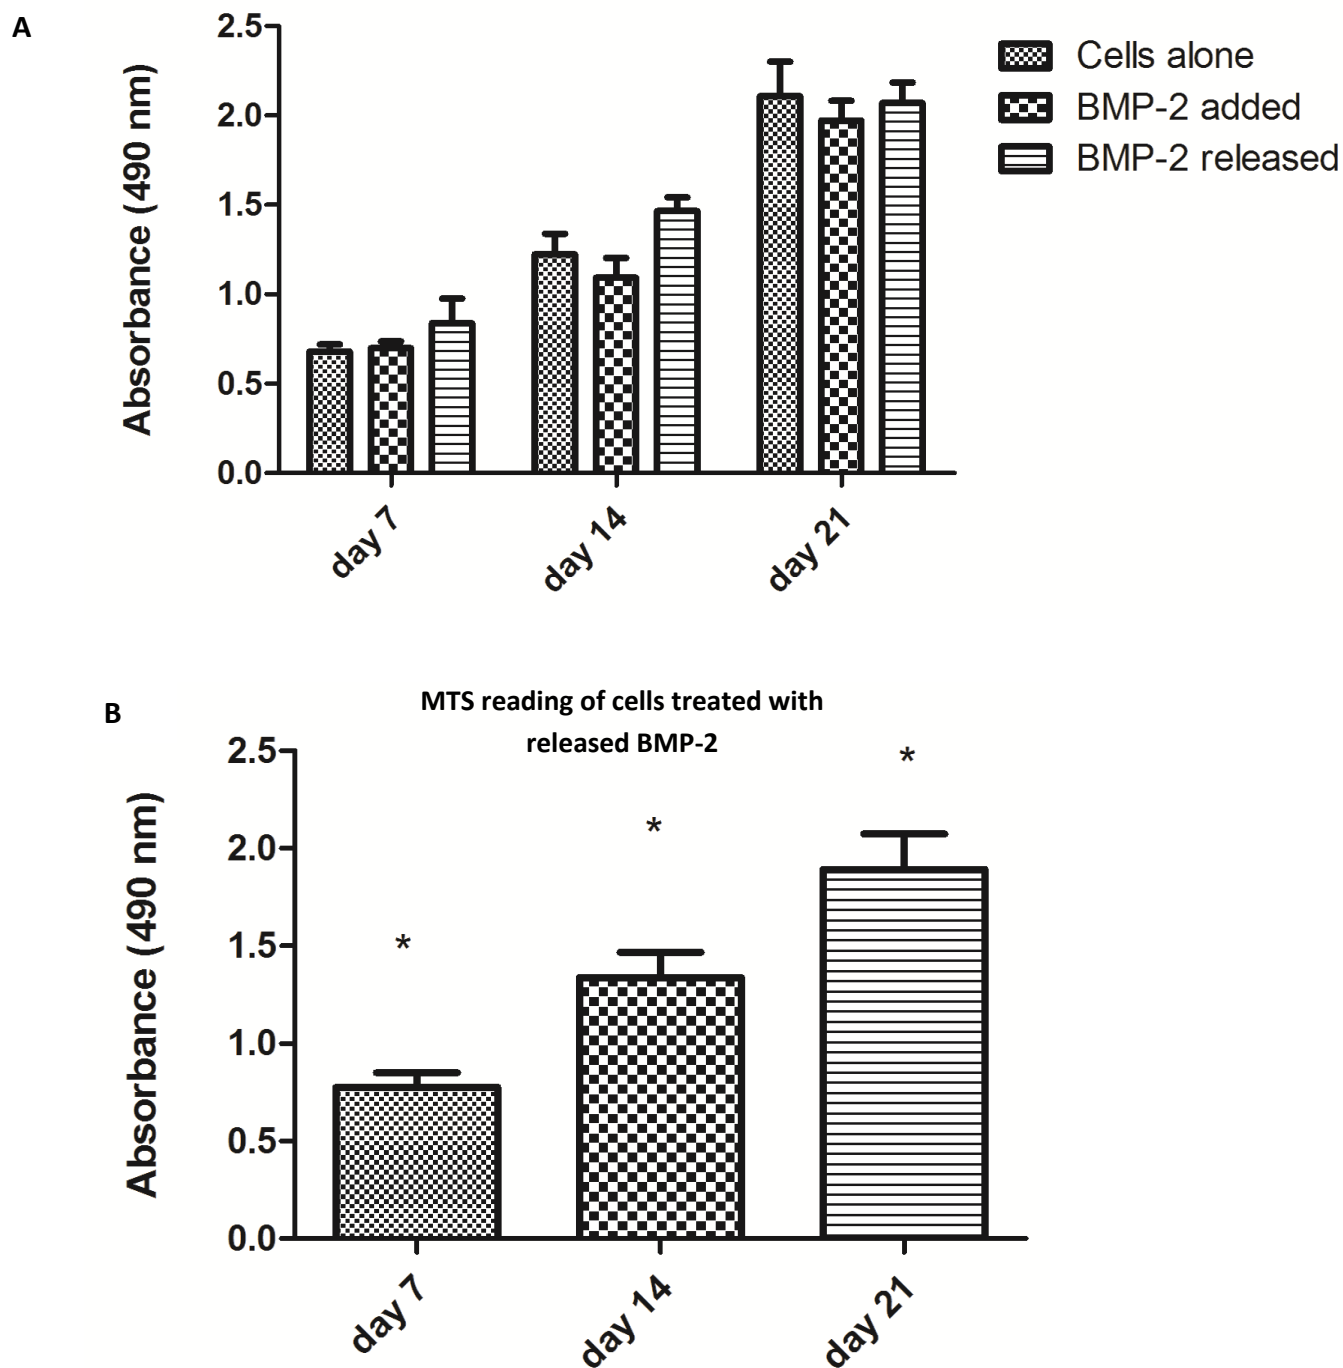 A
2.5
2.0
1.5
1.0
0.5
0.0
Absorbance (490 nm)
day 7
day 14
day 21
Cells alone
BMP-2 added
BMP-2 released
B
MTS reading of cells treated with
released BMP-2
2.5
2.0
1.5
1.0
0.5
0.0
Absorbance (490 nm)
*
*
*
day 7
day 14
day 21